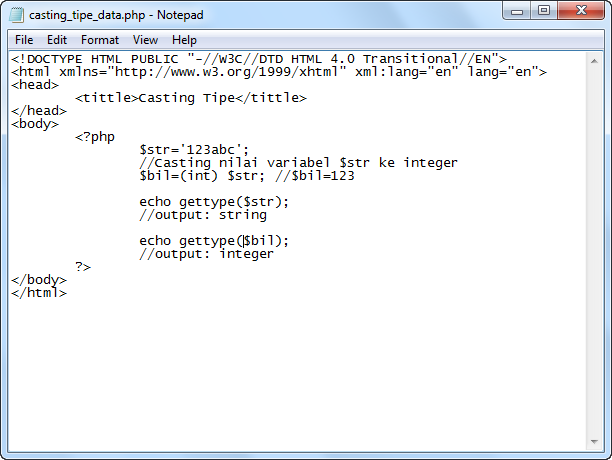 casting_tipe_data.php - Notepad
File Edit Format View Help
<!DOCTYPE HTML PUBLIC "-//W3C//DTD HTML 4.0 Transitional//EN">
<html xmlns="http://www.w3.org/1999/xhtml" xml:lang="en" lang="en">
<head>
<tittle>Casting Tipe</tittle>
</head>
<body>
<?php
$str='123abc';
//Casting nilai variabel $str ke integer
$bil=(int) $str; //$bil=123
echo gettype($str);
//output: string
echo gettype($bil);
//output: integer
?>
</body>
</html>